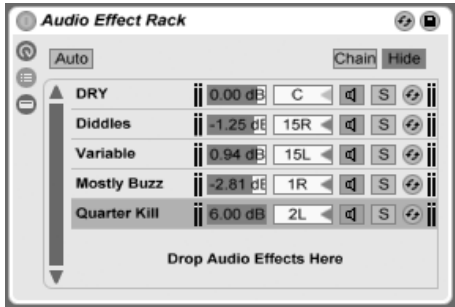 Audio Effect Rack
Auto Chain Hide
DRY 0.00 dB C S
Diddles -1.25 dB 15R S
Variable 0.94 dB 15L S
Mostly Buzz -2.81 dB 1R S
Quarter Kill 6.00 dB 2L S
Drop Audio Effects Here